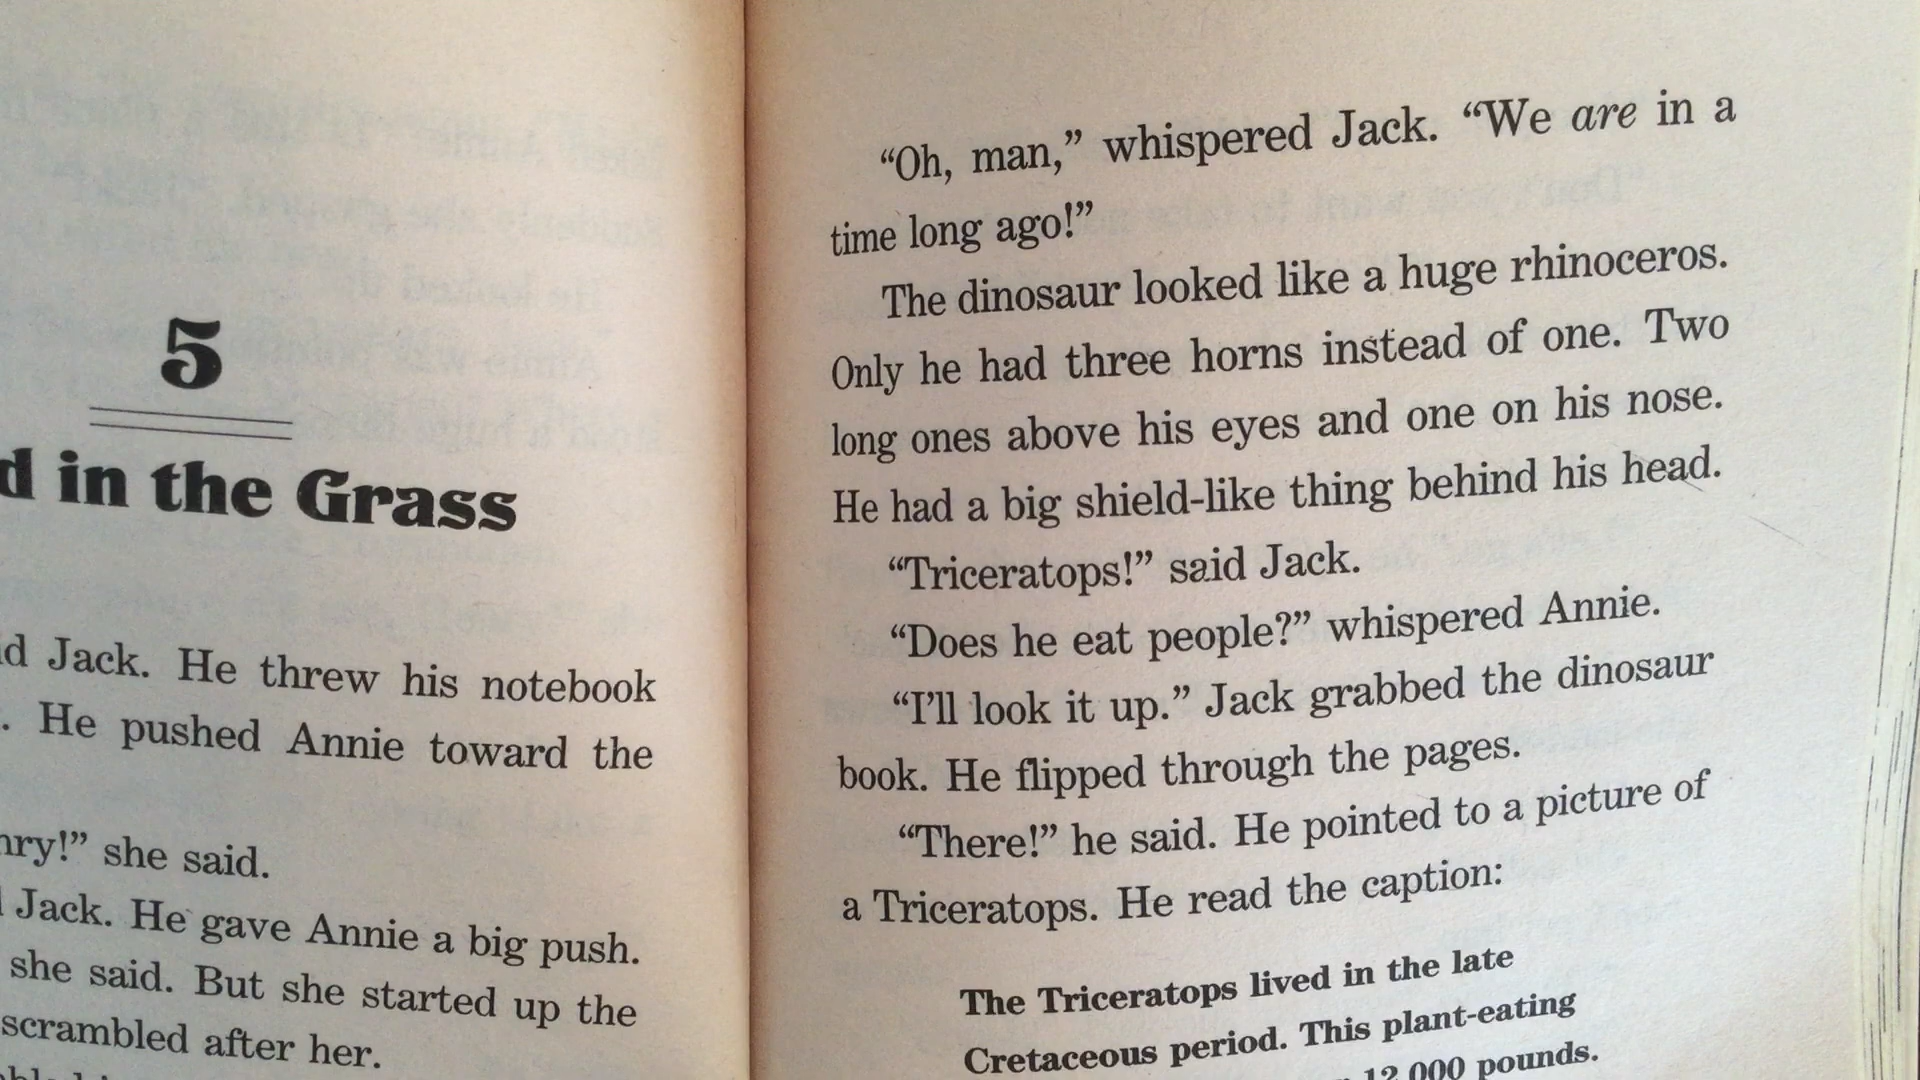 5
in the Grass
Jack. He threw his notebook
. He pushed Annie toward the
she said.
Jack. He gave Annie a big push.
she said. But she started up the
scrambled after her.
“Oh, man,” whispered Jack. “We are in a
time long ago!”
The dinosaur looked like a huge rhinoceros.
Only he had three horns instead of one. Two
long ones above his eyes and one on his nose.
He had a big shield-like thing behind his head.
“Triceratops!” said Jack.
“Does he eat people?” whispered Annie.
“I’ll look it up.” Jack grabbed the dinosaur
book. He flipped through the pages.
“There!” he said. He pointed to a picture of
a Triceratops. He read the caption:
The Triceratops lived in the late
Cretaceous period. This plant-eating
12,000 pounds.